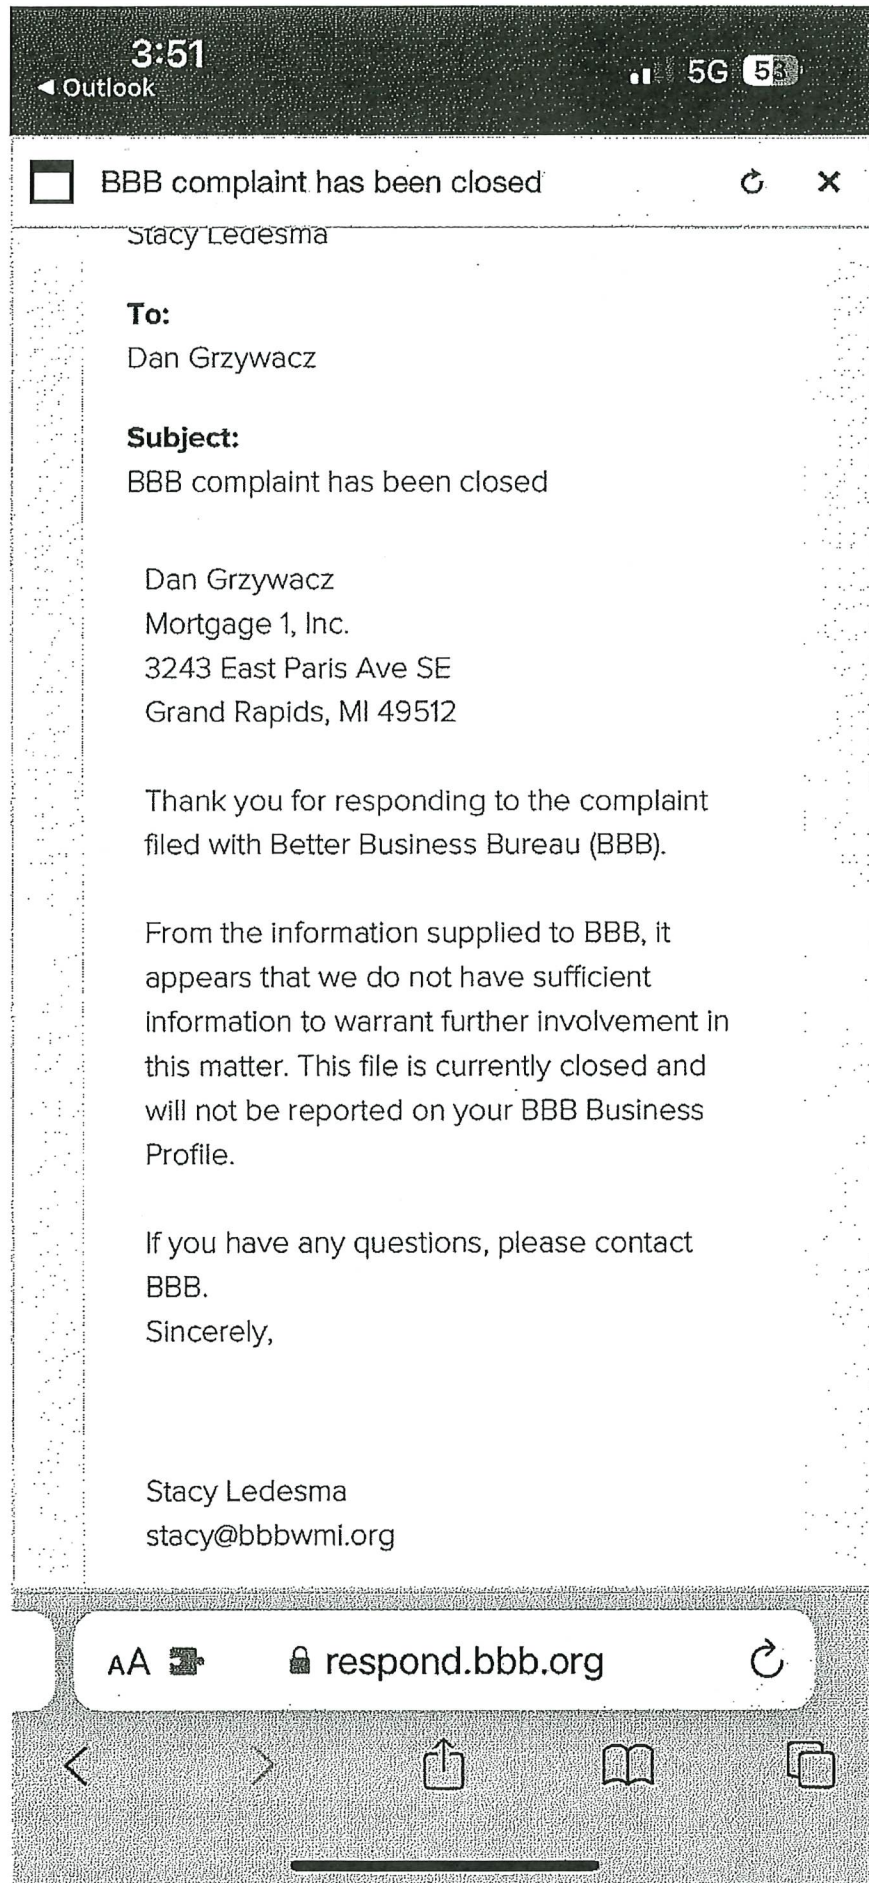 3:51
◀ Outlook
5G 53
BBB complaint has been closed
Stacy Ledesma
To:
Dan Grzywacz
Subject:
BBB complaint has been closed
Dan Grzywacz
Mortgage 1, Inc.
3243 East Paris Ave SE
Grand Rapids, MI 49512
Thank you for responding to the complaint
filed with Better Business Bureau (BBB).
From the information supplied to BBB, it
appears that we do not have sufficient
information to warrant further involvement in
this matter. This file is currently closed and
will not be reported on your BBB Business
Profile.
If you have any questions, please contact
BBB.
Sincerely,
Stacy Ledesma
stacy@bbbwmi.org
AA
respond.bbb.org